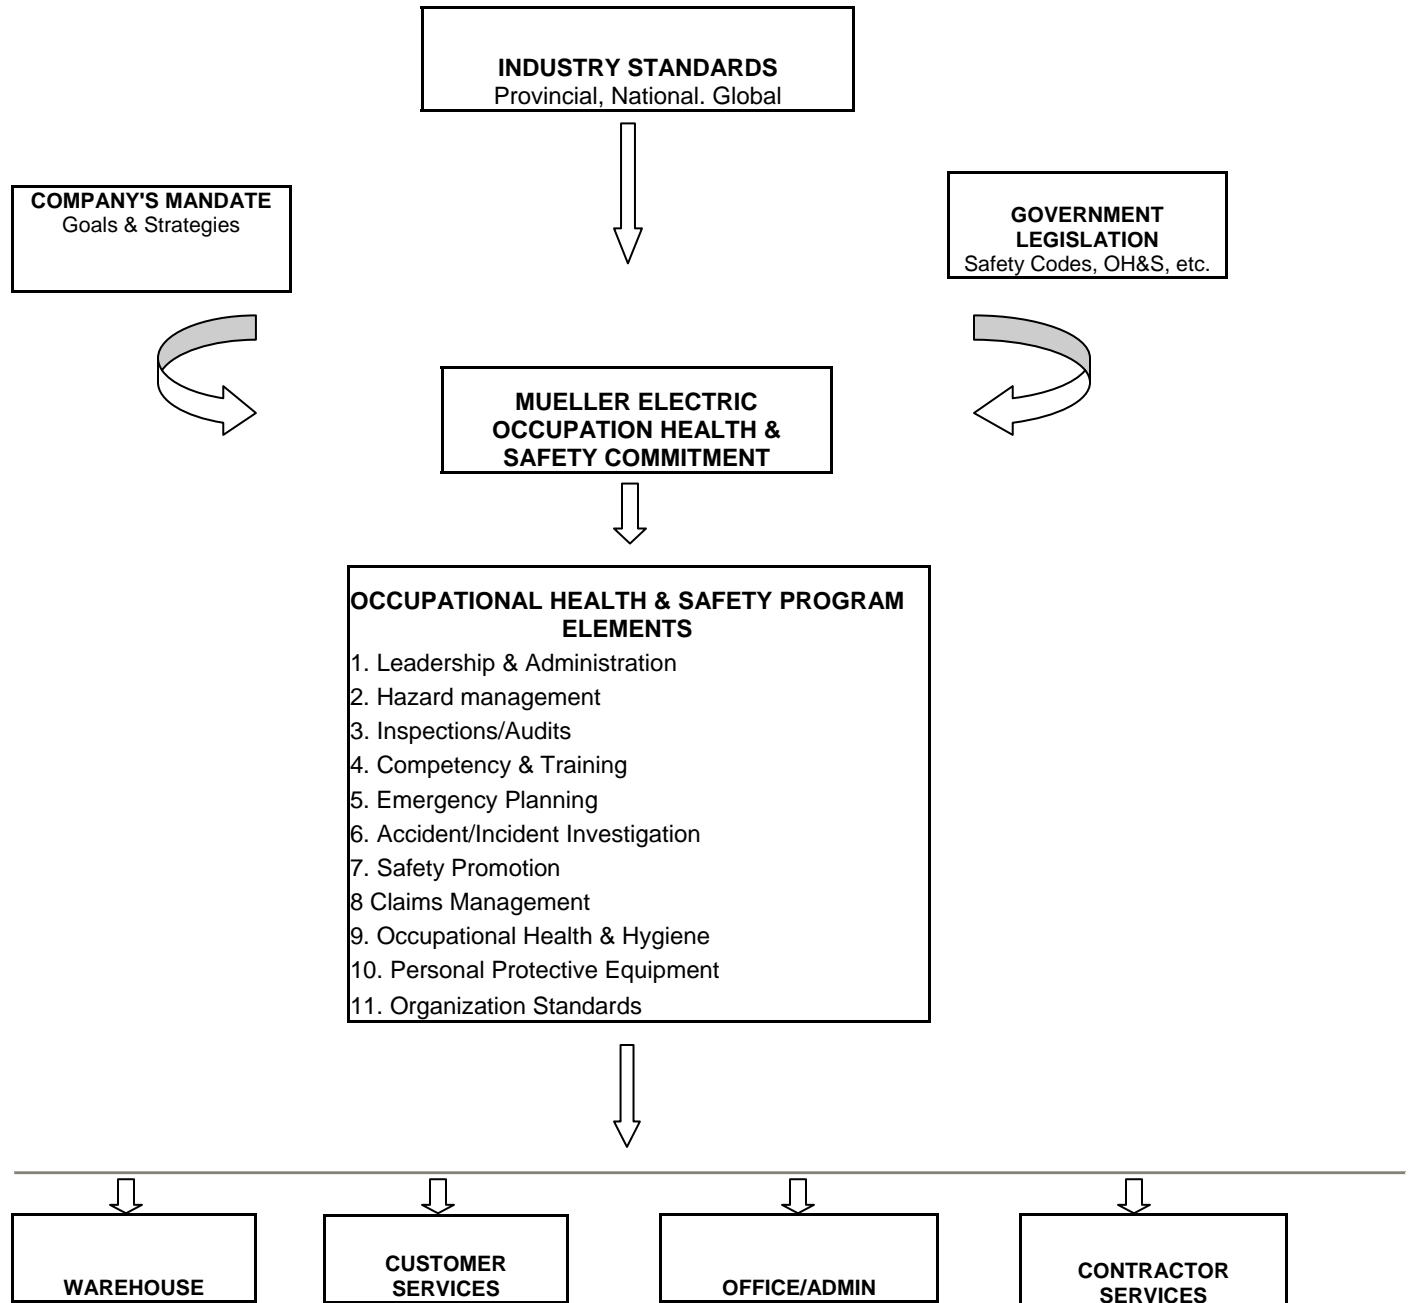 INDUSTRY STANDARDS
Provincial, National. Global
COMPANY'S MANDATE
Goals & Strategies
GOVERNMENT
LEGISLATION
Safety Codes, OH&S, etc.
MUELLER ELECTRIC
OCCUPATION HEALTH &
SAFETY COMMITMENT
OCCUPATIONAL HEALTH & SAFETY PROGRAM
ELEMENTS
1. Leadership & Administration
2. Hazard management
3. Inspections/Audits
4. Competency & Training
5. Emergency Planning
6. Accident/Incident Investigation
7. Safety Promotion
8 Claims Management
9. Occupational Health & Hygiene
10. Personal Protective Equipment
11. Organization Standards
WAREHOUSE
CUSTOMER
SERVICES
OFFICE/ADMIN
CONTRACTOR
SERVICES